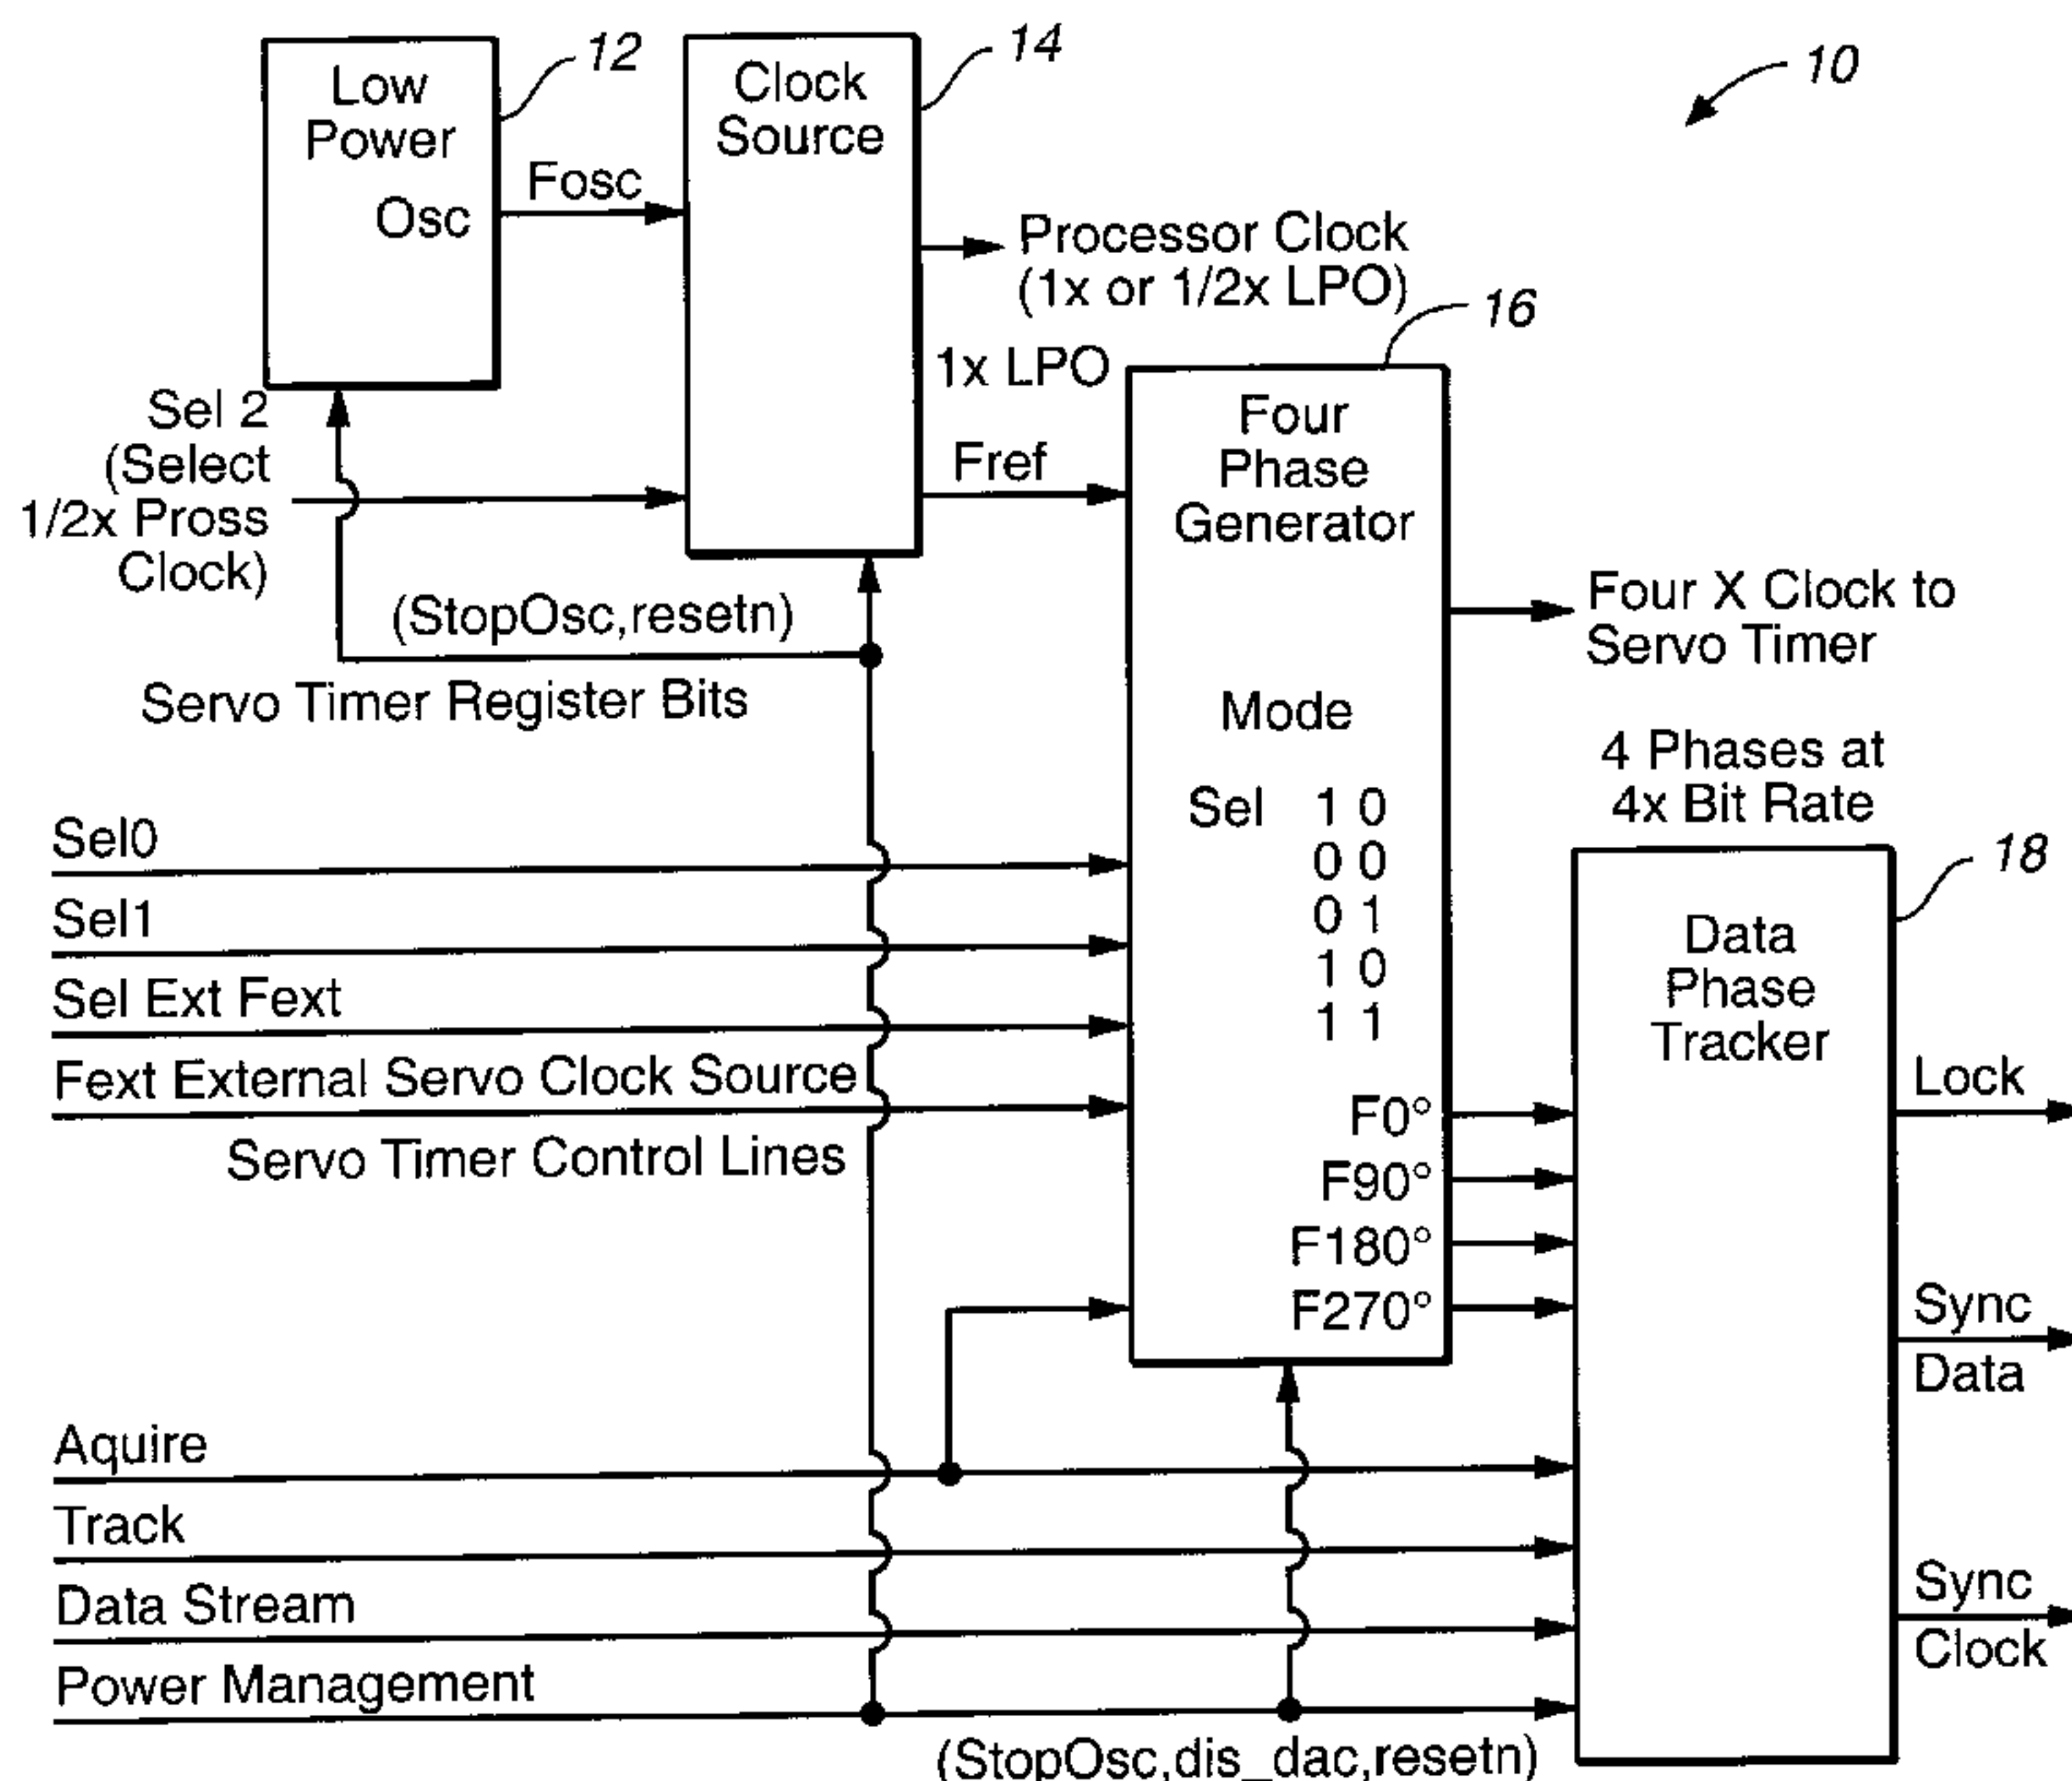 12
14
10
Low
Power
Osc
Clock
Source
Fosc
Processor Clock
(1x or 1/2x LPO)
16
1x LPO
Sel 2
(Select
1/2x Pross
Clock)
Fref
Four
Phase
Generator
(StopOsc,resetn)
Servo Timer Register Bits
Four X Clock to
Servo Timer
Mode
4 Phases at
4x Bit Rate
Sel 1 0
0 0
0 1
1 0
1 1
18
Sel0
Sel1
Sel Ext Fext
Fext External Servo Clock Source
Servo Timer Control Lines
Data
Phase
Tracker
F0°
F90°
F180°
F270°
Lock
Sync
Data
Sync
Clock
Aquire
Track
Data Stream
Power Management
(StopOsc,dis_dac,resetn)